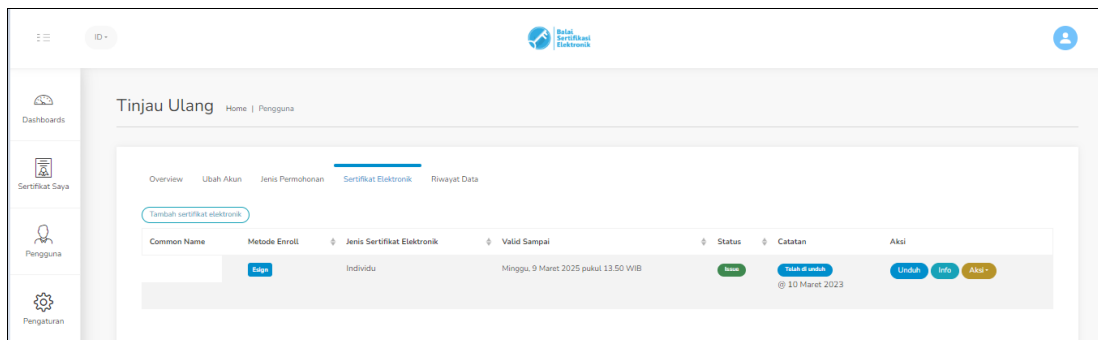 ID
Balai
Sertifikasi
Elektronik
Tinjau Ulang Home | Pengguna
Dashboards
Sertifikat Saya
Pengguna
Pengaturan
Overview Ubah Akun Jenis Permohonan Sertifikat Elektronik Riwayat Data
Tambah sertifikat elektronik
Common Name Metode Enroll Jenis Sertifikat Elektronik Valid Sampai Status Catatan Aksi
Esign Individu Minggu, 9 Maret 2025 pukul 13.50 WIB Issue Telah di unduh Unduh Info Aksi
@ 10 Maret 2023